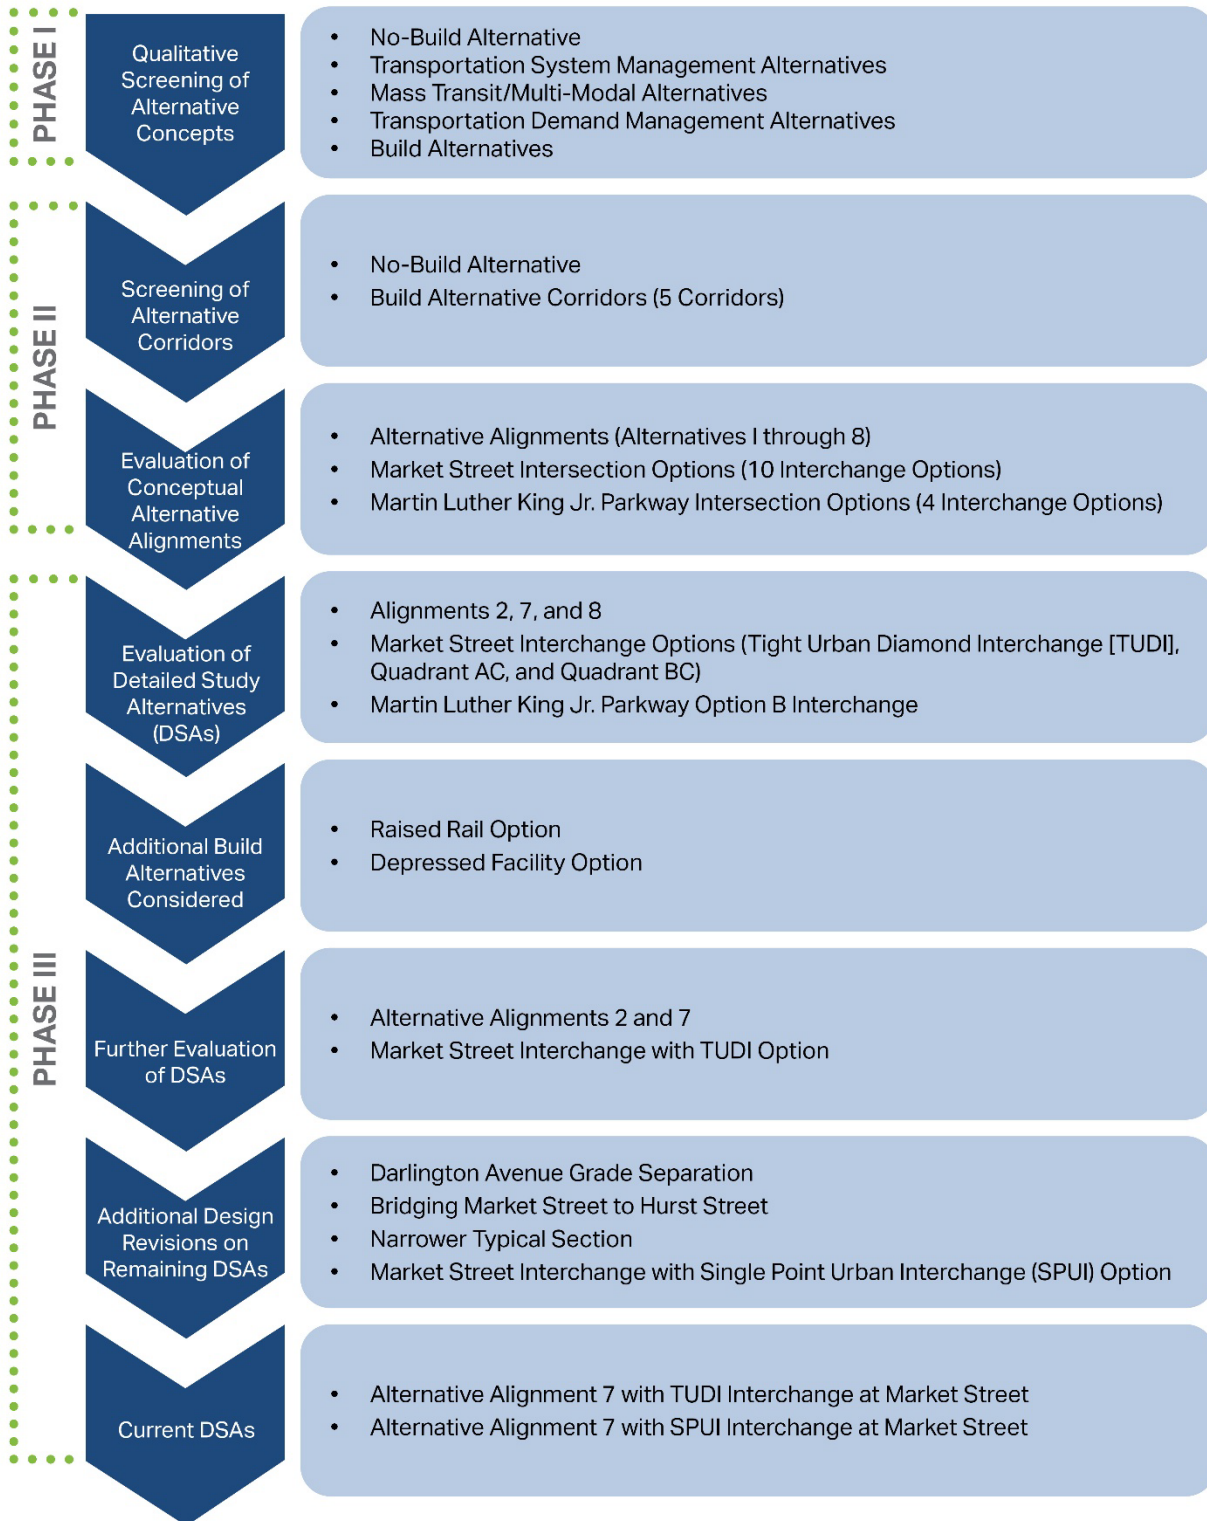 PHASE I
Qualitative
Screening of
Alternative
Concepts
• No-Build Alternative
• Transportation System Management Alternatives
• Mass Transit/Multi-Modal Alternatives
• Transportation Demand Management Alternatives
• Build Alternatives
PHASE II
Screening of
Alternative
Corridors
• No-Build Alternative
• Build Alternative Corridors (5 Corridors)
Evaluation of
Conceptual
Alternative
Alignments
• Alternative Alignments (Alternatives I through 8)
• Market Street Intersection Options (10 Interchange Options)
• Martin Luther King Jr. Parkway Intersection Options (4 Interchange Options)
PHASE III
Evaluation of
Detailed Study
Alternatives
(DSAs)
• Alignments 2, 7, and 8
• Market Street Interchange Options (Tight Urban Diamond Interchange [TUDI],
Quadrant AC, and Quadrant BC)
• Martin Luther King Jr. Parkway Option B Interchange
Additional Build
Alternatives
Considered
• Raised Rail Option
• Depressed Facility Option
Further Evaluation
of DSAs
• Alternative Alignments 2 and 7
• Market Street Interchange with TUDI Option
Additional Design
Revisions on
Remaining DSAs
• Darlington Avenue Grade Separation
• Bridging Market Street to Hurst Street
• Narrower Typical Section
• Market Street Interchange with Single Point Urban Interchange (SPUI) Option
Current DSAs
• Alternative Alignment 7 with TUDI Interchange at Market Street
• Alternative Alignment 7 with SPUI Interchange at Market Street